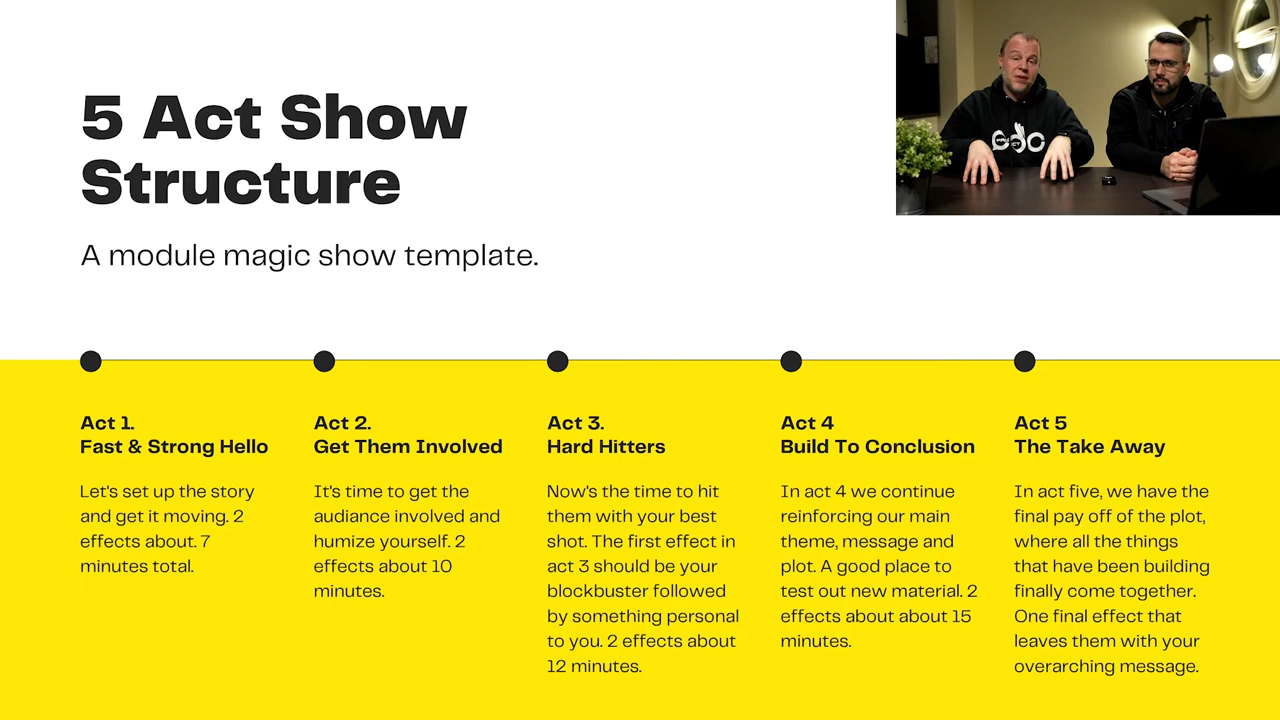 5 Act Show
Structure
A module magic show template.
Act 1.
Fast & Strong Hello
Let's set up the story
and get it moving. 2
effects about. 7
minutes total.
Act 2.
Get Them Involved
It's time to get the
audiance involved and
humize yourself. 2
effects about 10
minutes.
Act 3.
Hard Hitters
Now's the time to hit
them with your best
shot. The first effect in
act 3 should be your
blockbuster followed
by something personal
to you. 2 effects about
12 minutes.
Act 4
Build To Conclusion
In act 4 we continue
reinforcing our main
theme, message and
plot. A good place to
test out new material. 2
effects about about 15
minutes.
Act 5
The Take Away
In act five, we have the
final pay off of the plot,
where all the things
that have been building
finally come together.
One final effect that
leaves them with your
overarching message.